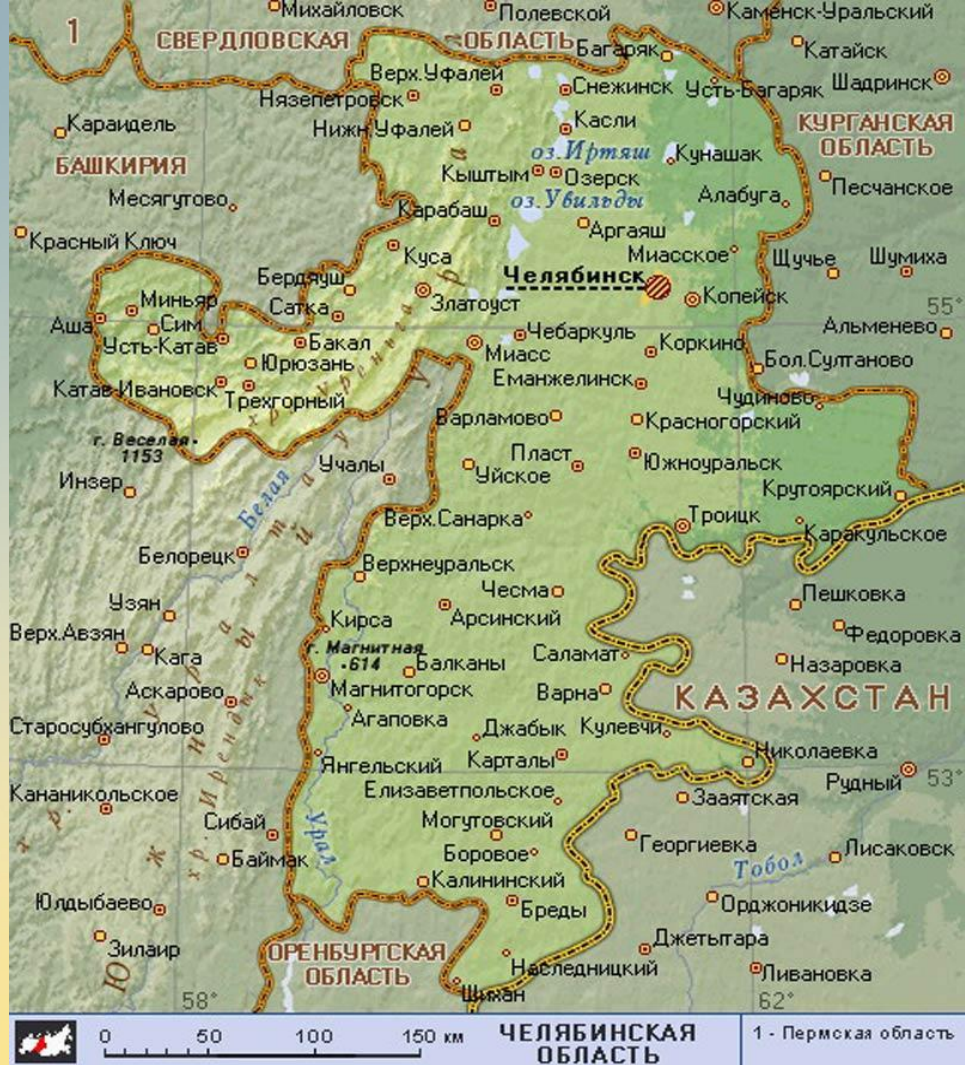 Михайловск
Полевской
Каменск-Уральский
1
СВЕРДЛОВСКАЯ ОБЛАСТЬ
Багаряк
Катайск
Верх.Уфалей
Снежинск
Усть-Багаряк
Шадринск
Нязепетровск
Караидель
Нижн.Уфалей
Касли
КУРГАНСКАЯ
ОБЛАСТЬ
БАШКИРИЯ
оз.Иртяш
Кунашак
Кыштым
Озерск
Песчанское
Месягутово
Карабаш
оз.Увильды
Алабуга
Аргаяш
Красный Ключ
Куса
Миасское
Щучье
Шумиха
Бердяуш
Челябинск
Миньяр
Сатка
Златоуст
Копейск
55°
Аша
Сим
Усть-Катав
Бакал
Чебаркуль
Альменево
Миасс
Коркино
Юрюзань
Бол.Султаново
Катав-Ивановск
Трехгорный
Еманжелинск
Чудиново
хр. Уреньга
Варламово
Красногорский
г. Веселая
1153
Учалы
Уйское
Пласт
Южноуральск
Инзер
Белая
Крутоярский
Верх.Санарка
Троицк
Каракульское
Белорецк
Верхнеуральск
Чесма
Пешковка
Узян
Арсинский
Кирса
Федоровка
Верх.Авзян
Кага
г. Магнитная
614
Балканы
Саламат
Назаровка
Аскарово
Магнитогорск
Варна
КАЗАХСТАН
Агаповка
Старосубхангулово
Джабык
Кулевчи
Николаевка
Янгельский
Карталы
Рудный
53°
Кананикольское
Елизаветпольское
Зааятская
хр. Ирендык
Сибай
Урал
Могутовский
Георгиевка
Баймак
Боровое
Тобол
Лисаковск
Калининский
Юлдыбаево
Бреды
Орджоникидзе
Зилаир
ОРЕНБУРГСКАЯ
ОБЛАСТЬ
Джетытара
Наследницкий
Ливановка
Шихан
58°
62°
0 50 100 150 км
ЧЕЛЯБИНСКАЯ
ОБЛАСТЬ
1 - Пермская область